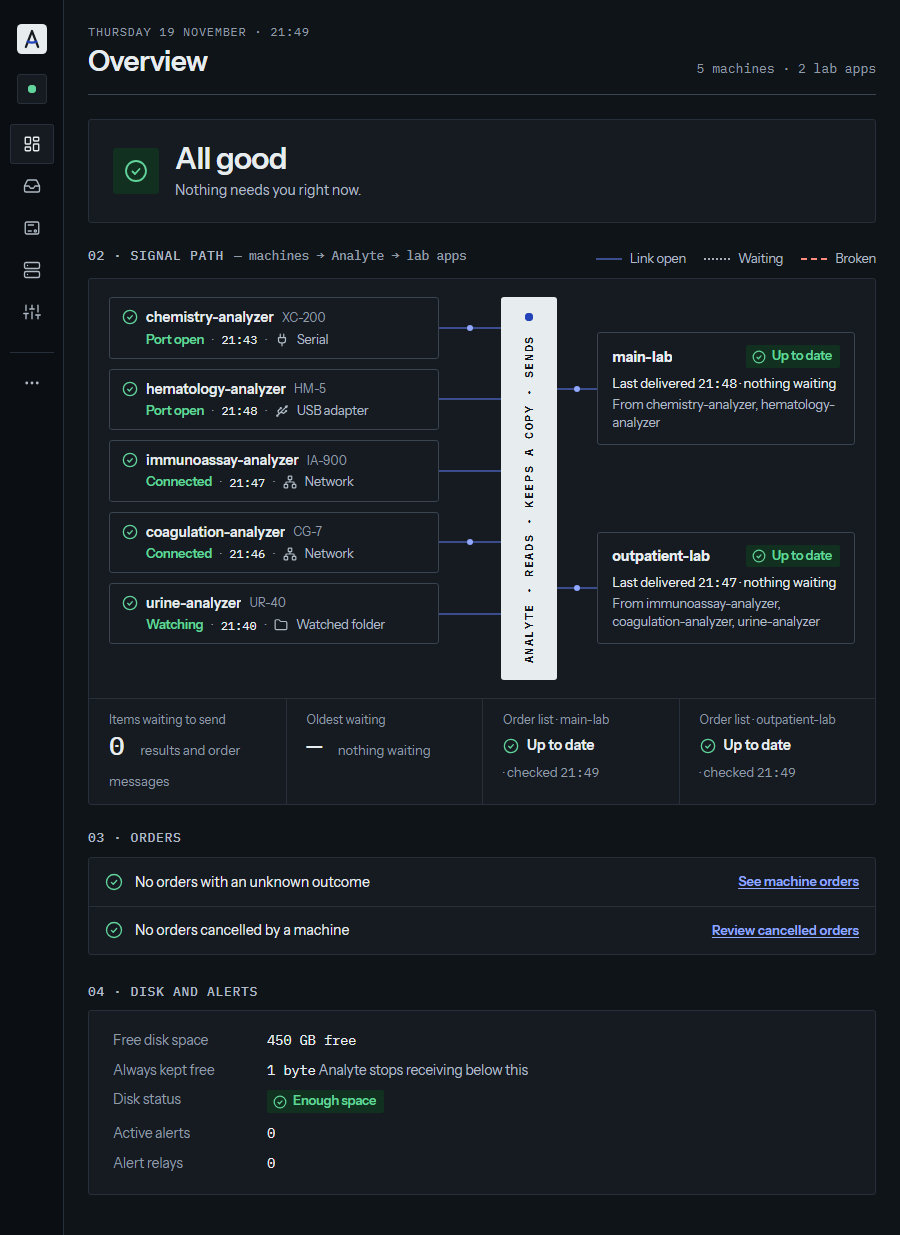 THURSDAY 19 NOVEMBER · 21:49
Overview
5 machines · 2 lab apps
All good
Nothing needs you right now.
02 · SIGNAL PATH — machines → Analyte → lab apps
Link open
Waiting
Broken
chemistry-analyzer XC-200
Port open · 21:43 · Serial
hematology-analyzer HM-5
Port open · 21:48 · USB adapter
immunoassay-analyzer IA-900
Connected · 21:47 · Network
coagulation-analyzer CG-7
Connected · 21:46 · Network
urine-analyzer UR-40
Watching · 21:40 · Watched folder
ANALYTE · READS · KEEPS A COPY · SENDS
main-lab Up to date
Last delivered 21:48 · nothing waiting
From chemistry-analyzer, hematology-
analyzer
outpatient-lab Up to date
Last delivered 21:47 · nothing waiting
From immunoassay-analyzer,
coagulation-analyzer, urine-analyzer
Items waiting to send
0 results and order
messages
Oldest waiting
— nothing waiting
Order list · main-lab
Up to date
· checked 21:49
Order list · outpatient-lab
Up to date
· checked 21:49
03 · ORDERS
No orders with an unknown outcome
See machine orders
No orders cancelled by a machine
Review cancelled orders
04 · DISK AND ALERTS
Free disk space 450 GB free
Always kept free 1 byte Analyte stops receiving below this
Disk status Enough space
Active alerts 0
Alert relays 0